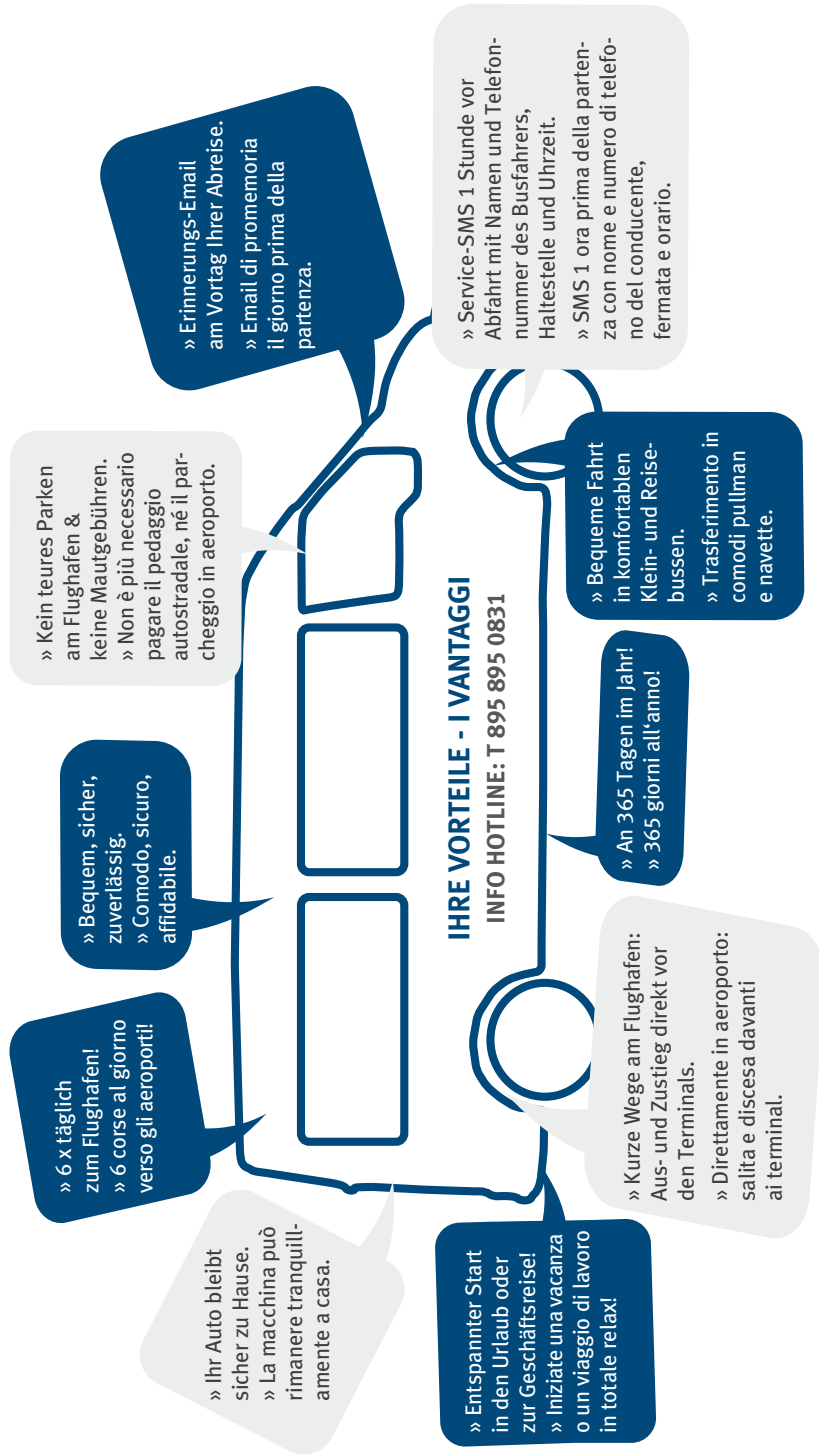 » Ihr Auto bleibt
sicher zu Hause.
» La macchina può
rimanere tranquill-
amente a casa.
» 6 x täglich
zum Flughafen!
» 6 corse al giorno
verso gli aeroporti!
» Bequem, sicher,
zuverlässig.
» Comodo, sicuro,
affidabile.
» Kein teures Parken
am Flughafen &
keine Mautgebühren.
» Non è più necessario
pagare il pedaggio
autostradale, né il par-
cheggio in aeroporto.
» Erinnerungs-Email
am Vortag Ihrer Abreise.
» Email di promemoria
il giorno prima della
partenza.
IHRE VORTEILE - I VANTAGGI
INFO HOTLINE: T 895 895 0831
» Entspannter Start
in den Urlaub oder
zur Geschäftsreise!
» Iniziate una vacanza
o un viaggio di lavoro
in totale relax!
» Kurze Wege am Flughafen:
Aus- und Zustieg direkt vor
den Terminals.
» Direttamente in aeroporto:
salita e discesa davanti
ai terminal.
» An 365 Tagen im Jahr!
» 365 giorni all‘anno!
» Bequeme Fahrt
in komfortablen
Klein- und Reise-
bussen.
» Trasferimento in
comodi pullman
e navette.
» Service-SMS 1 Stunde vor
Abfahrt mit Namen und Telefon-
nummer des Busfahrers,
Haltestelle und Uhrzeit.
» SMS 1 ora prima della parten-
za con nome e numero di telefo-
no del conducente,
fermata e orario.